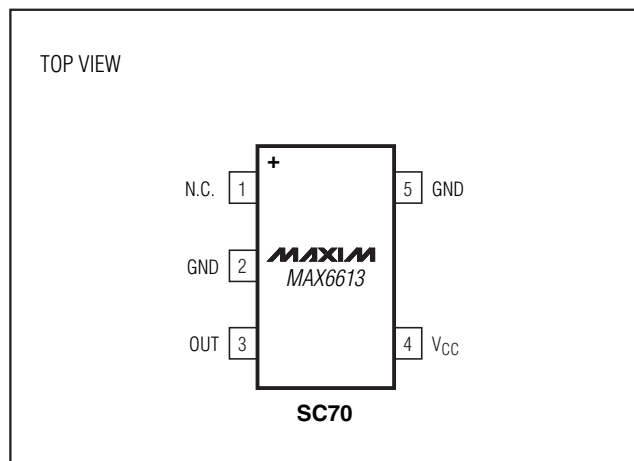 TOP VIEW
+
N.C. 1
5 GND
GND 2
MAXIM
MAX6613
OUT 3
4 VCC
SC70